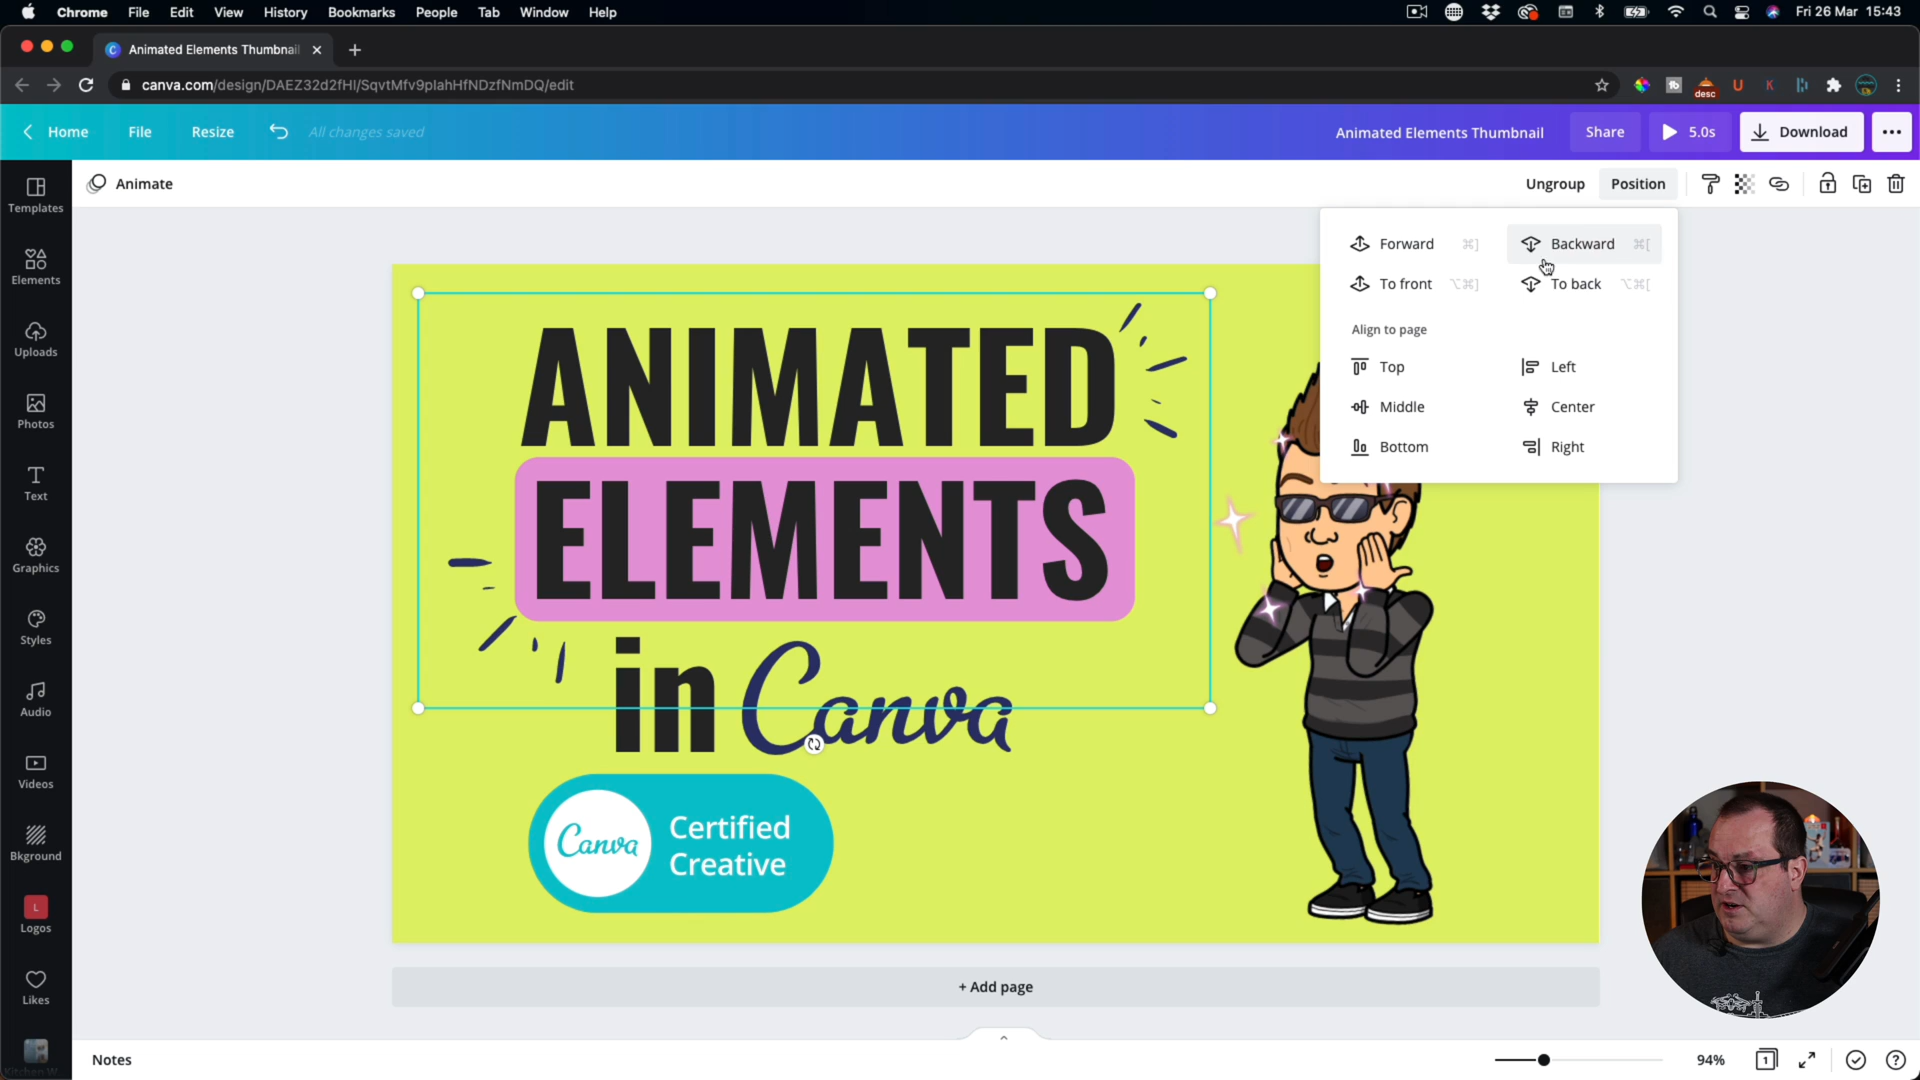 Chrome File Edit View History Bookmarks People Tab Window Help
Fri 26 Mar 15:43
Animated Elements Thumbnail
canva.com/design/DAEZ32d2fHI/SqvtMfv9plahHfNDzfNmDQ/edit
desc
Home File Resize All changes saved
Animated Elements Thumbnail Share 5.0s Download
Animate
Ungroup Position
Templates
Elements
Uploads
Photos
Text
Graphics
Styles
Audio
Videos
Bkground
L
Logos
Likes
Forward ⌘] Backward ⌘[
To front ⌥⌘] To back ⌥⌘[
Align to page
Top Left
Middle Center
Bottom Right
ANIMATED
ELEMENTS
in Canva
Canva
Certified
Creative
+ Add page
Notes
94% 1